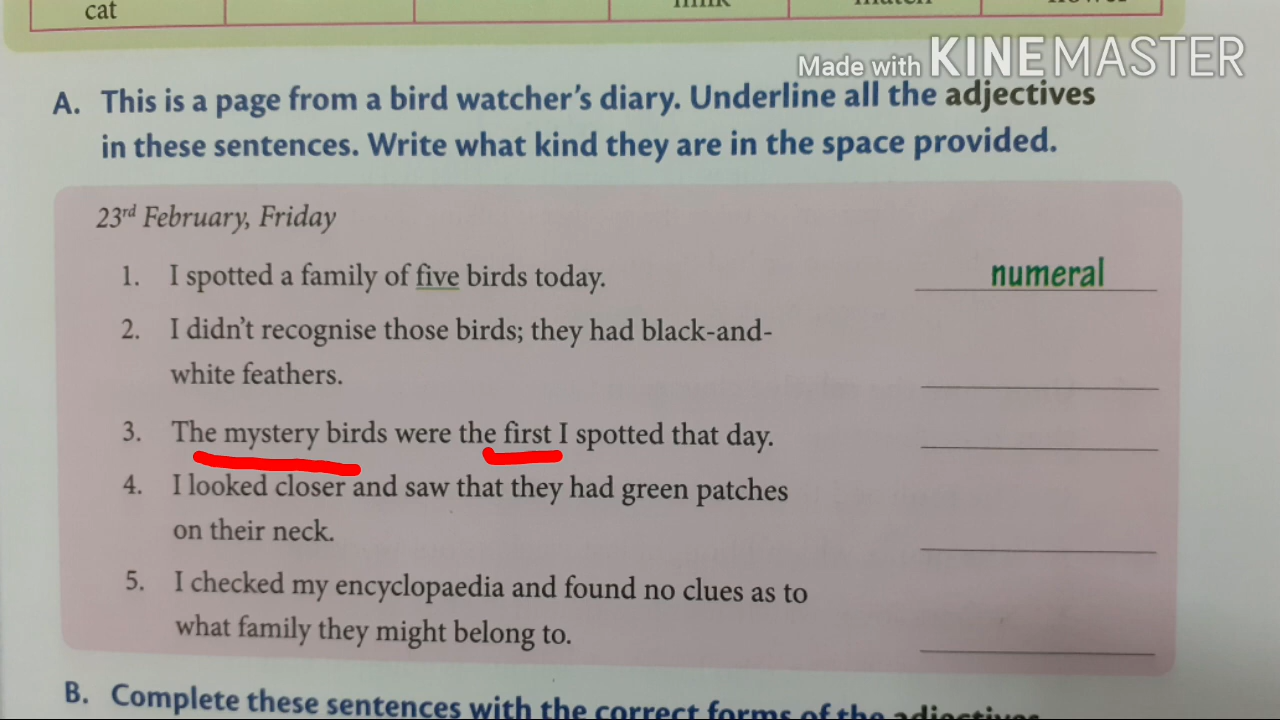 cat
Made with KINEMASTER
A. This is a page from a bird watcher's diary. Underline all the adjectives
in these sentences. Write what kind they are in the space provided.
23rd February, Friday
1. I spotted a family of five birds today. numeral
2. I didn't recognise those birds; they had black-and-
white feathers.
3. The mystery birds were the first I spotted that day.
4. I looked closer and saw that they had green patches
on their neck.
5. I checked my encyclopaedia and found no clues as to
what family they might belong to.
B. Complete these sentences with the correct forms of the adjectives